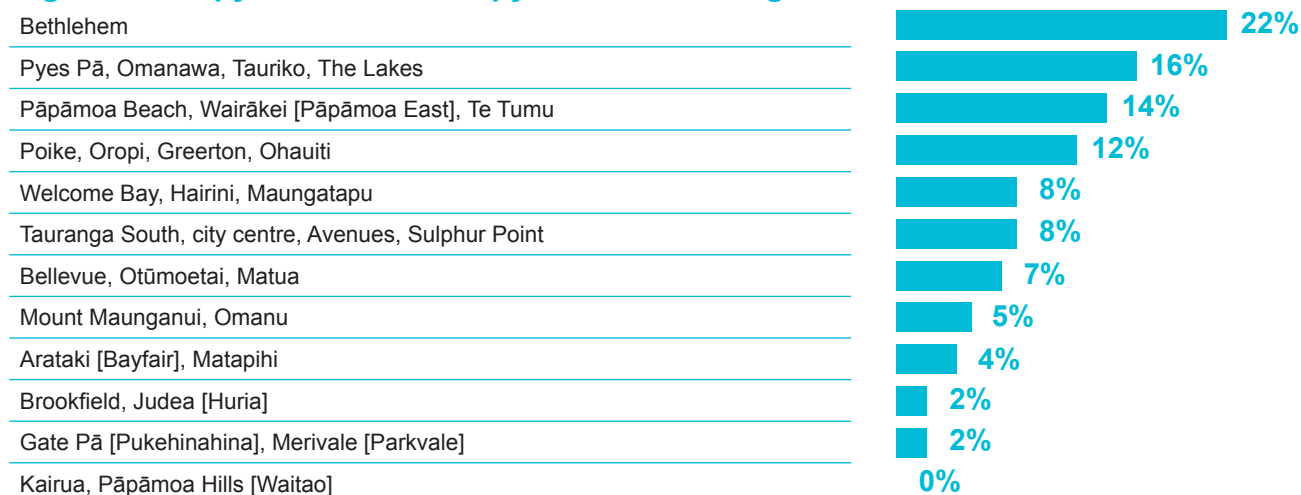 Bethlehem 22%
Pyes Pā, Omanawa, Tauriko, The Lakes 16%
Pāpāmoa Beach, Wairākei [Pāpāmoa East], Te Tumu 14%
Poike, Oropi, Greerton, Ohauiti 12%
Welcome Bay, Hairini, Maungatapu 8%
Tauranga South, city centre, Avenues, Sulphur Point 8%
Bellevue, Otūmoetai, Matua 7%
Mount Maunganui, Omanu 5%
Arataki [Bayfair], Matapihi 4%
Brookfield, Judea [Huria] 2%
Gate Pā [Pukehinahina], Merivale [Parkvale] 2%
Kairua, Pāpāmoa Hills [Waitao] 0%